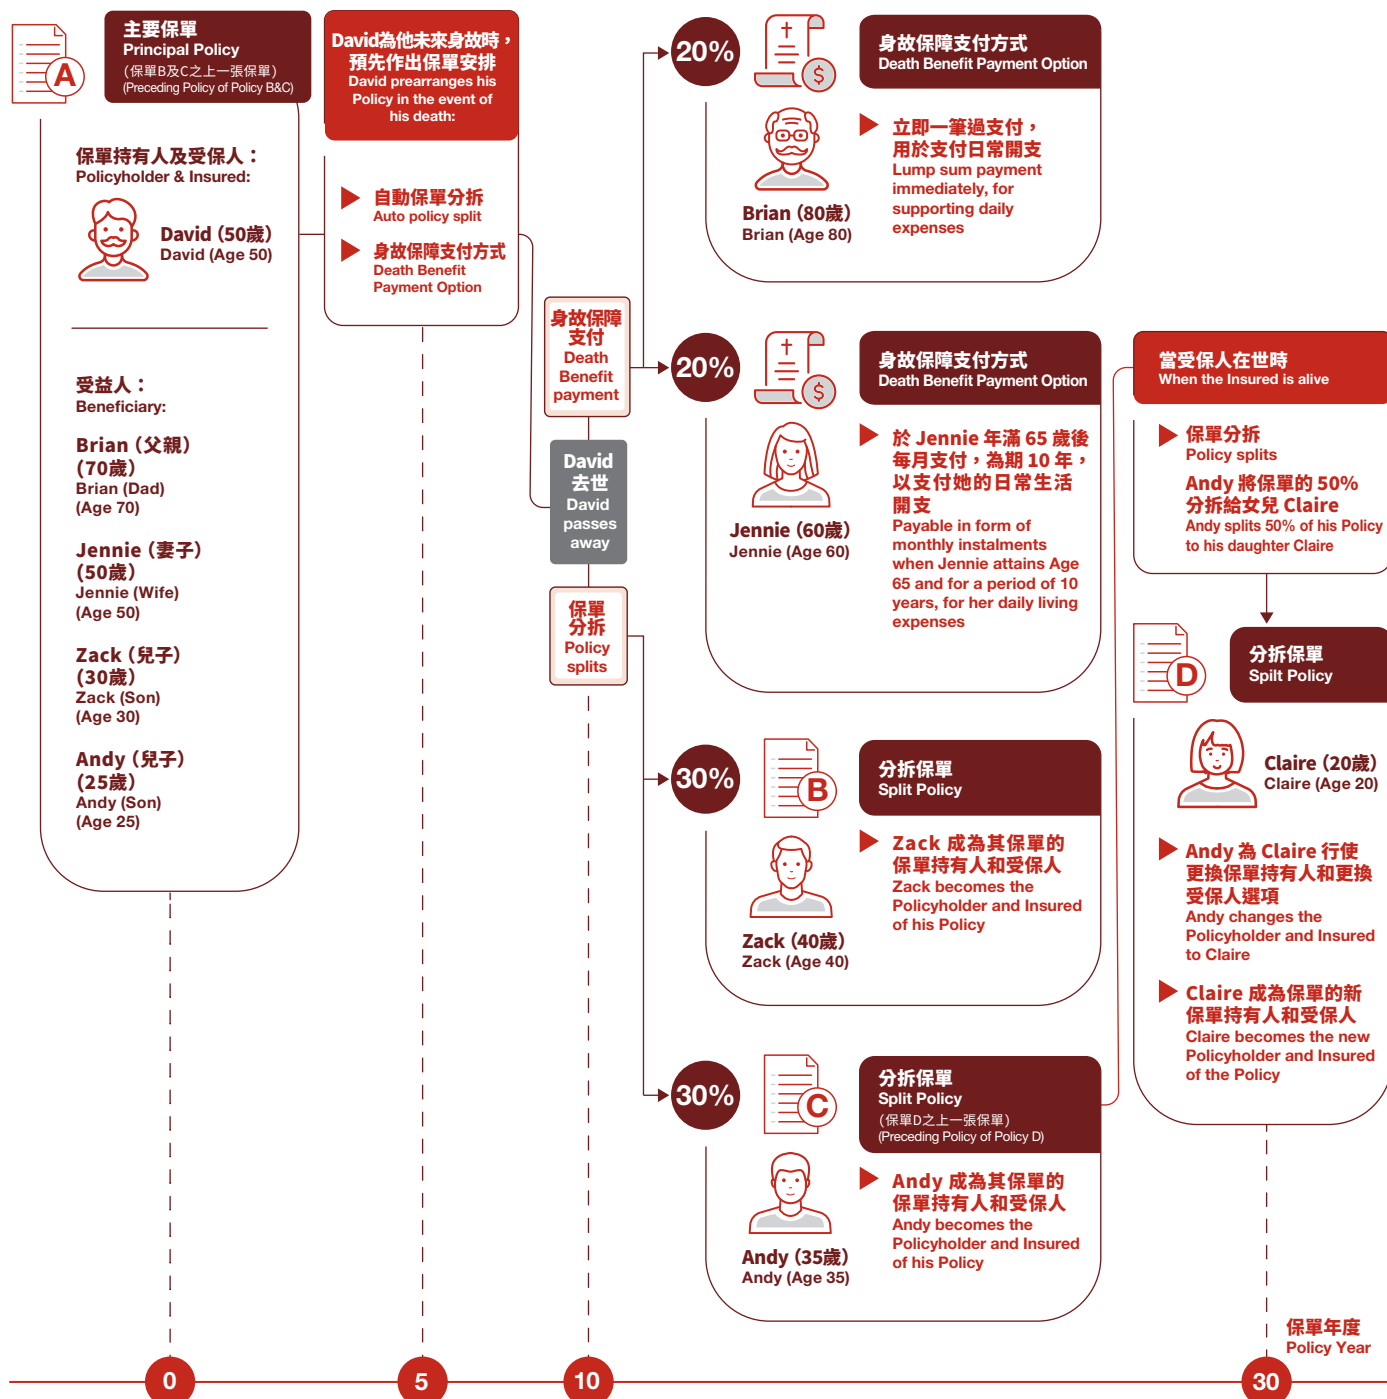 A
主要保單
Principal Policy
（保單B及C之上一張保單）
(Preceding Policy of Policy B&C)
保單持有人及受保人：
Policyholder & Insured:
David（50歲）
David (Age 50)
受益人：
Beneficiary:
Brian（父親）
(70歲)
Brian (Dad)
(Age 70)
Jennie（妻子）
(50歲)
Jennie (Wife)
(Age 50)
Zack（兒子）
(30歲)
Zack (Son)
(Age 30)
Andy（兒子）
(25歲)
Andy (Son)
(Age 25)
David為他未來身故時，
預先作出保單安排
David prearranges his
Policy in the event of
his death:
自動保單分拆
Auto policy split
身故保障支付方式
Death Benefit
Payment Option
身故保障
支付
Death
Benefit
payment
David
去世
David
passes
away
保單
分拆
Policy
splits
20%
$
身故保障支付方式
Death Benefit Payment Option
立即一筆過支付，
用於支付日常開支
Lump sum payment
immediately, for
supporting daily
expenses
Brian（80歲）
Brian (Age 80)
20%
$
身故保障支付方式
Death Benefit Payment Option
於 Jennie 年滿 65 歲後
每月支付，為期 10 年，
以支付她的日常生活
開支
Payable in form of
monthly instalments
when Jennie attains Age
65 and for a period of 10
years, for her daily living
expenses
Jennie（60歲）
Jennie (Age 60)
30%
B
分拆保單
Split Policy
Zack 成為其保單的
保單持有人和受保人
Zack becomes the
Policyholder and Insured
of his Policy
Zack（40歲）
Zack (Age 40)
30%
C
分拆保單
Split Policy
（保單D之上一張保單）
(Preceding Policy of Policy D)
Andy 成為其保單的
保單持有人和受保人
Andy becomes the
Policyholder and Insured
of his Policy
Andy（35歲）
Andy (Age 35)
當受保人在世時
When the Insured is alive
保單分拆
Policy splits
Andy 將保單的 50%
分拆給女兒 Claire
Andy splits 50% of his Policy
to his daughter Claire
D
分拆保單
Spilt Policy
Claire（20歲）
Claire (Age 20)
Andy 為 Claire 行使
更換保單持有人和更換
受保人選項
Andy changes the
Policyholder and Insured
to Claire
Claire 成為保單的新
保單持有人和受保人
Claire becomes the new
Policyholder and Insured
of the Policy
保單年度
Policy Year
0
5
10
30